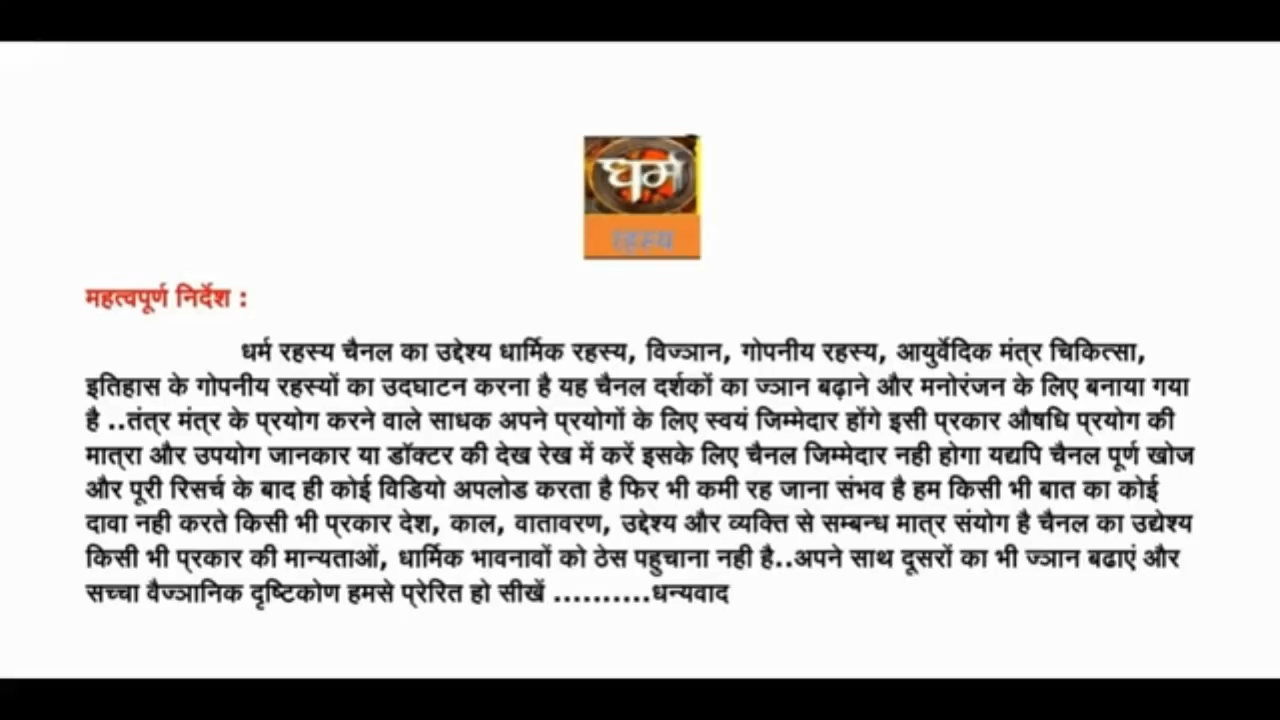 धर्म
रहस्य
महत्वपूर्ण निर्देश :
धर्म रहस्य चैनल का उद्देश्य धार्मिक रहस्य, विज्ञान, गोपनीय रहस्य, आयुर्वेदिक मंत्र चिकित्सा,
इतिहास के गोपनीय रहस्यों का उदघाटन करना है यह चैनल दर्शकों का ज्ञान बढ़ाने और मनोरंजन के लिए बनाया गया
है ..तंत्र मंत्र के प्रयोग करने वाले साधक अपने प्रयोगों के लिए स्वयं जिम्मेदार होंगे इसी प्रकार औषधि प्रयोग की
मात्रा और उपयोग जानकार या डॉक्टर की देख रेख में करें इसके लिए चैनल जिम्मेदार नही होगा यद्यपि चैनल पूर्ण खोज
और पूरी रिसर्च के बाद ही कोई विडियो अपलोड करता है फिर भी कमी रह जाना संभव है हम किसी भी बात का कोई
दावा नही करते किसी भी प्रकार देश, काल, वातावरण, उद्देश्य और व्यक्ति से सम्बन्ध मात्र संयोग है चैनल का उद्येश्य
किसी भी प्रकार की मान्यताओं, धार्मिक भावनावों को ठेस पहुचाना नही है..अपने साथ दूसरों का भी ज्ञान बढाएं और
सच्चा वैज्ञानिक दृष्टिकोण हमसे प्रेरित हो सीखें ..........धन्यवाद